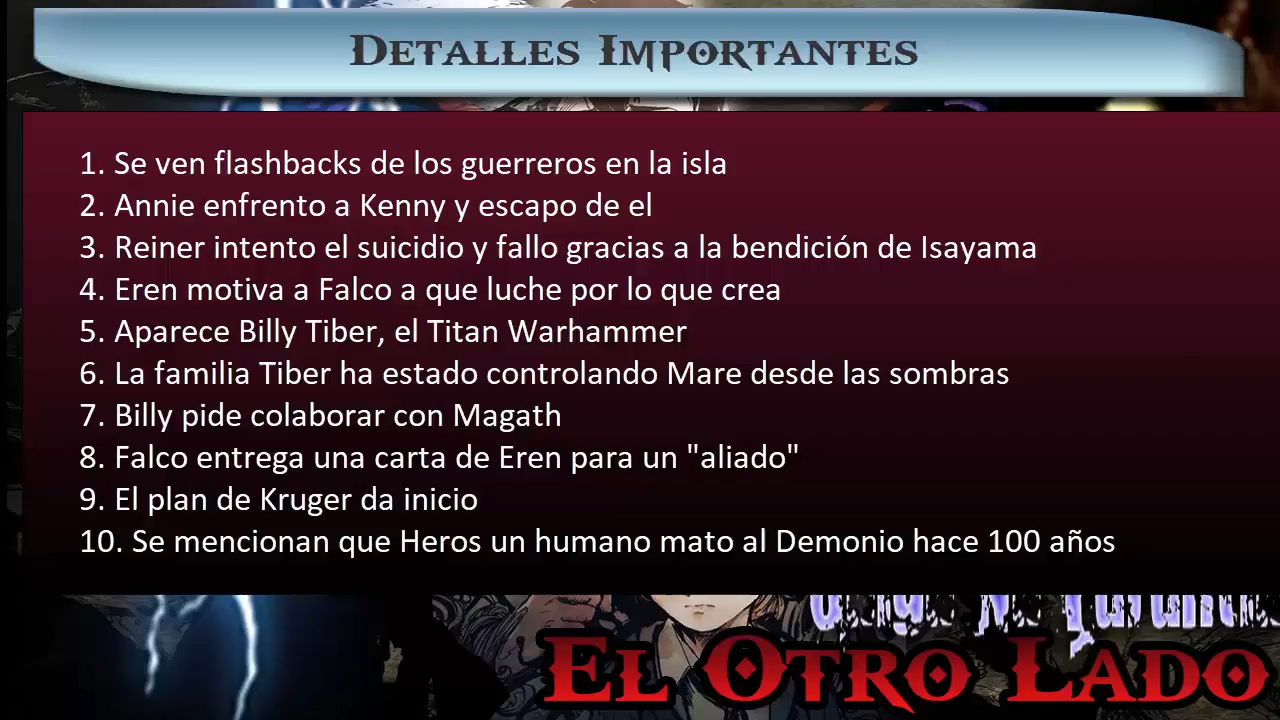 Detalles Importantes
1. Se ven flashbacks de los guerreros en la isla
2. Annie enfrento a Kenny y escapo de el
3. Reiner intento el suicidio y fallo gracias a la bendición de Isayama
4. Eren motiva a Falco a que luche por lo que crea
5. Aparece Billy Tiber, el Titan Warhammer
6. La familia Tiber ha estado controlando Mare desde las sombras
7. Billy pide colaborar con Magath
8. Falco entrega una carta de Eren para un "aliado"
9. El plan de Kruger da inicio
10. Se mencionan que Heros un humano mato al Demonio hace 100 años
El Otro Lado